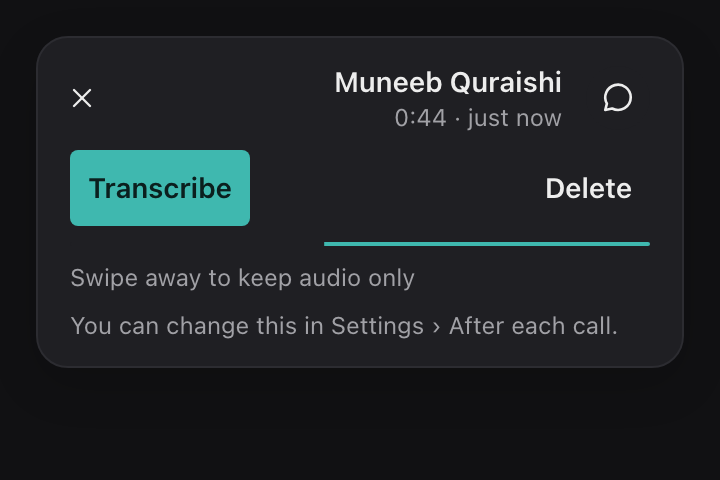 Muneeb Quraishi
0:44 · just now
Transcribe
Delete
Swipe away to keep audio only
You can change this in Settings › After each call.